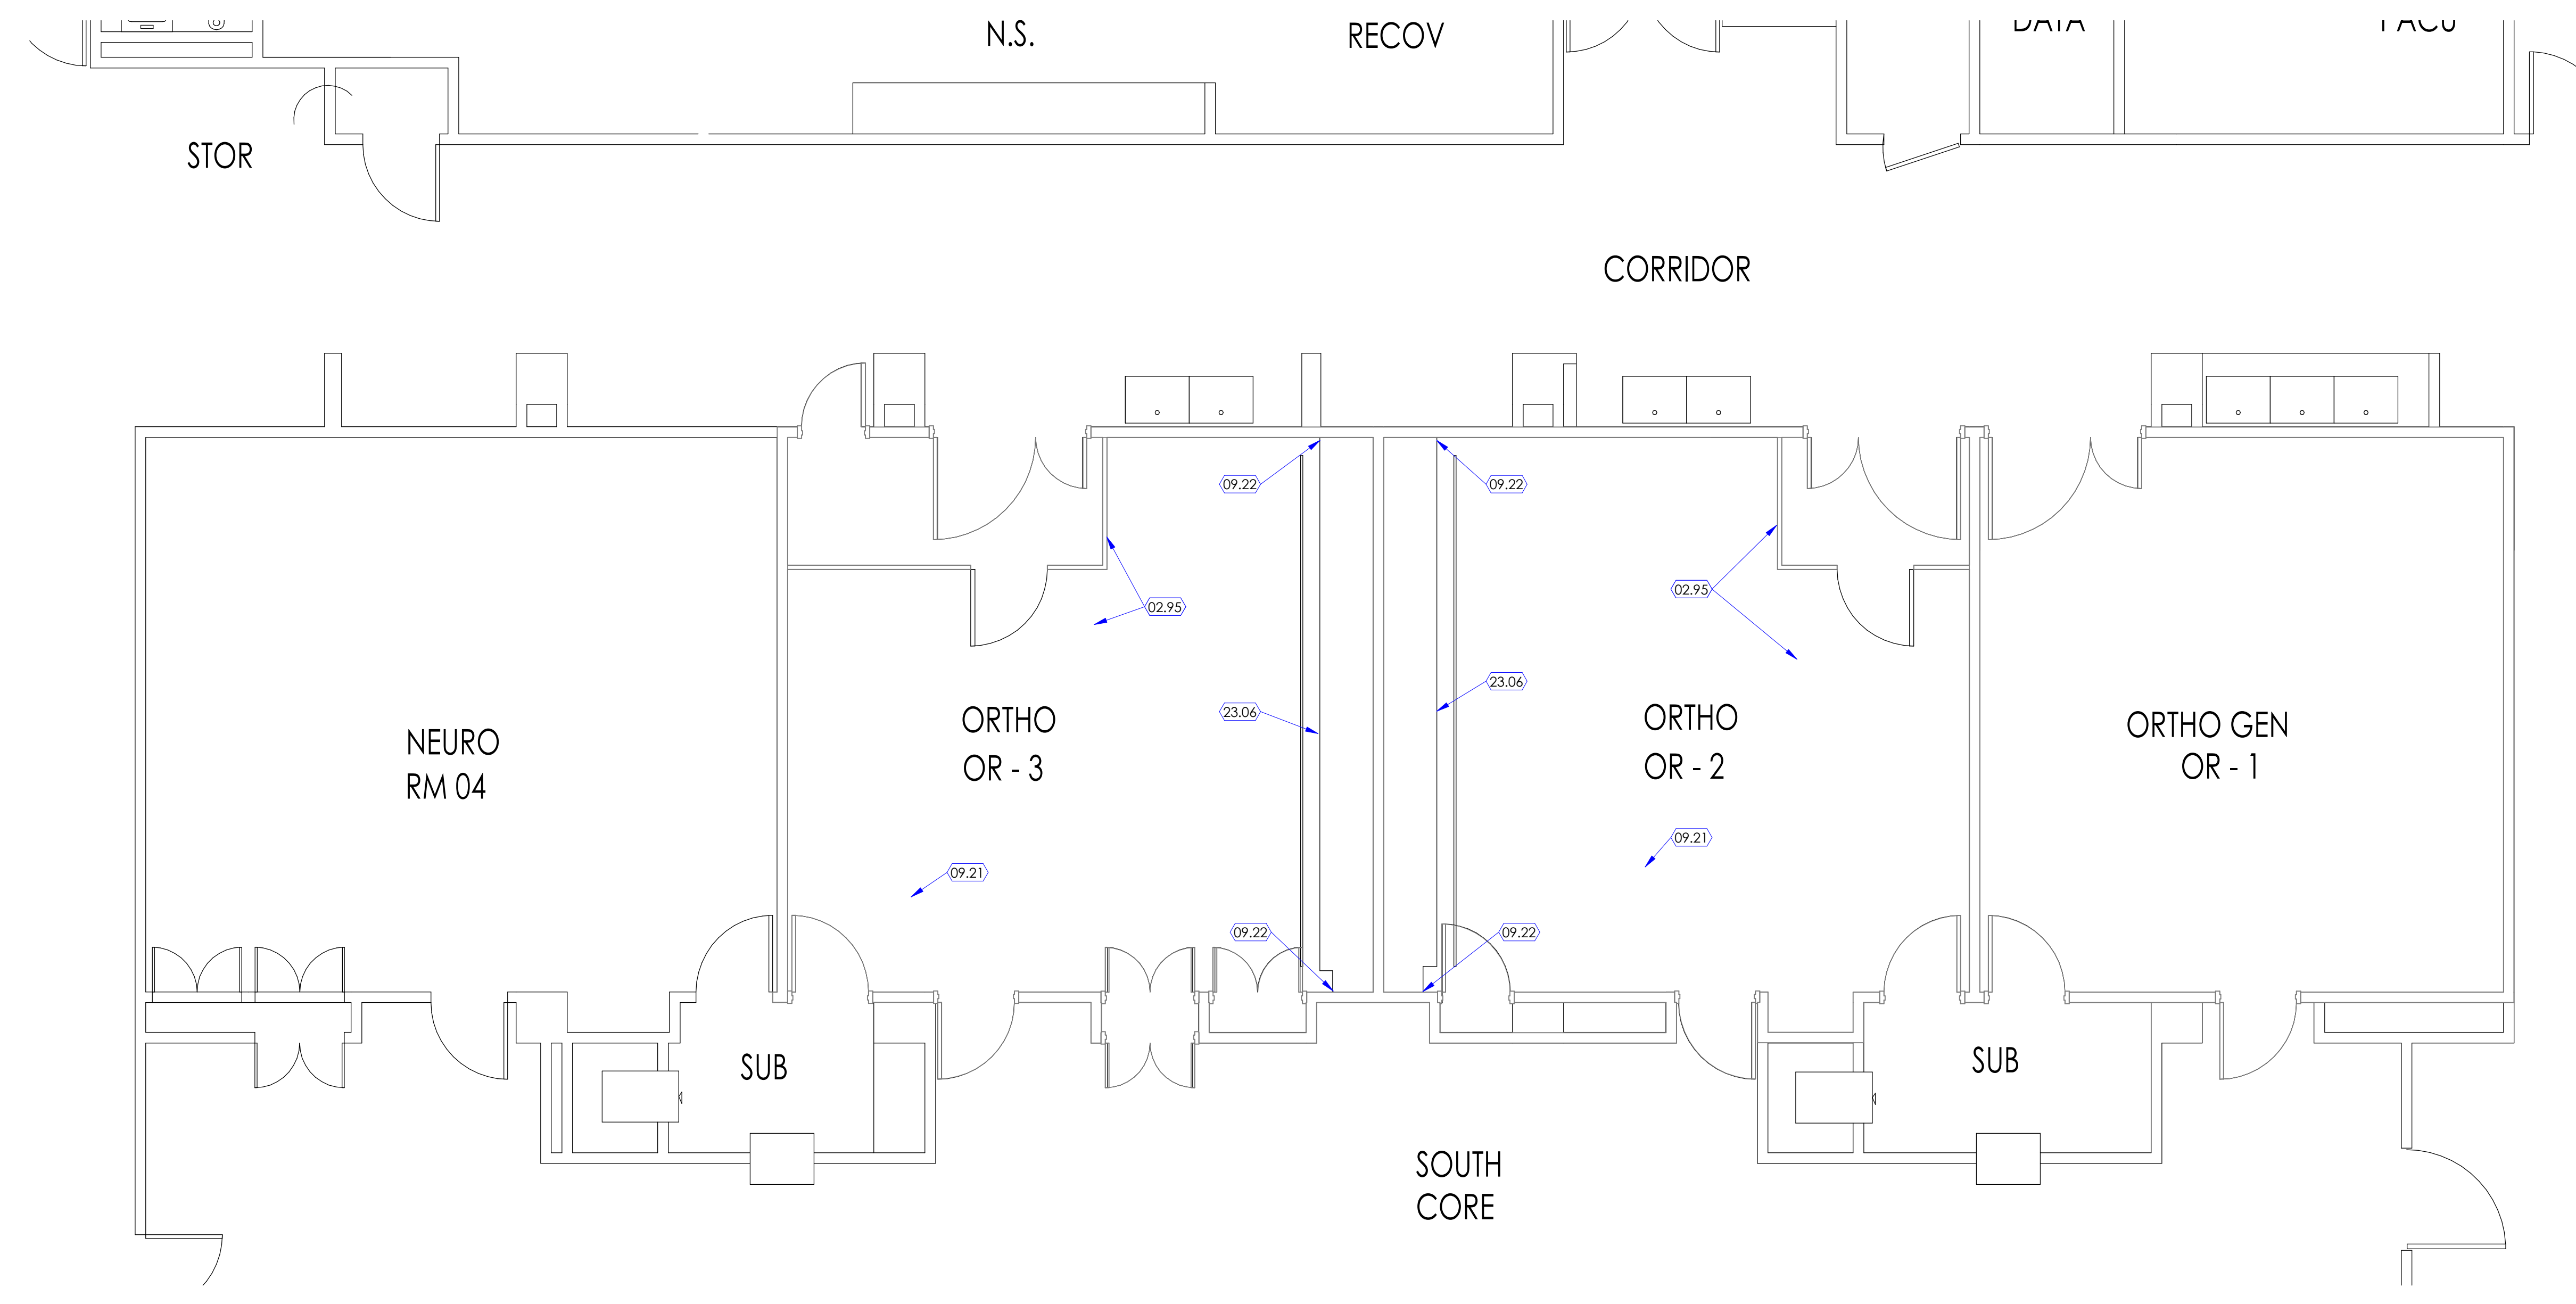 N.S.
RECOV
DATA
PACU
STOR
CORRIDOR
09.22
09.22
02.95
02.95
23.06
23.06
NEURO
RM 04
ORTHO
OR - 3
ORTHO
OR - 2
ORTHO GEN
OR - 1
09.21
09.21
09.22
09.22
SUB
SUB
SOUTH
CORE